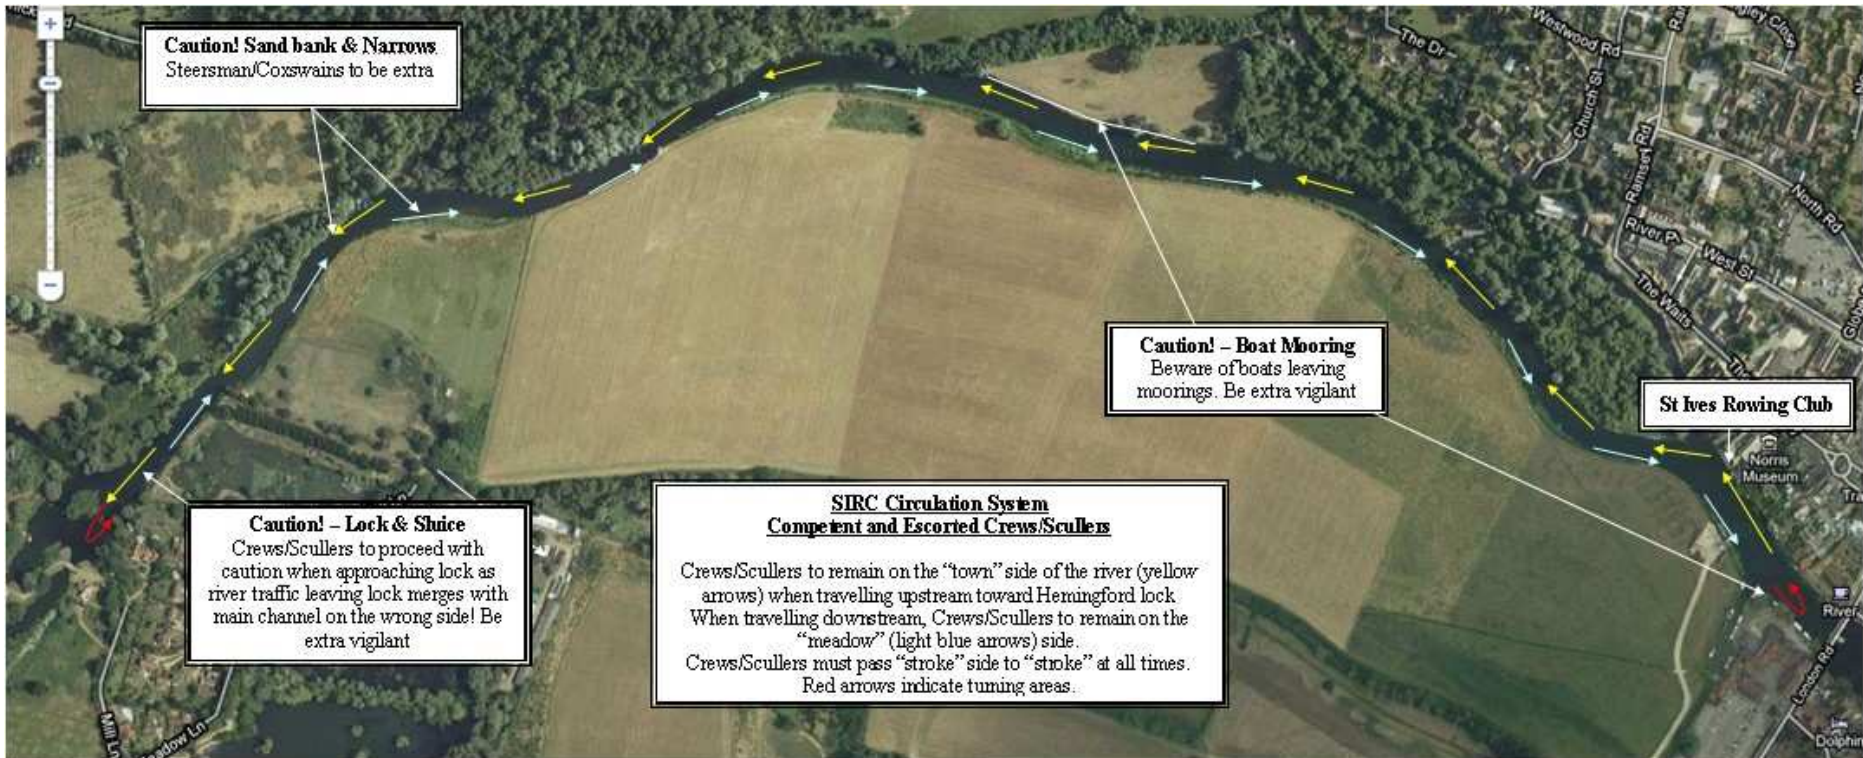 Caution! Sand bank & Narrows
Steersman/Coxswains to be extra
The Dr
Westwood Rd
Church St
Ramsey Rd
North Rd
River P
West St
The Waits
Caution! – Boat Mooring
Beware of boats leaving
moorings. Be extra vigilant
St Ives Rowing Club
Norris
Museum
Caution! – Lock & Sluice
Crews/Scullers to proceed with
caution when approaching lock as
river traffic leaving lock merges with
main channel on the wrong side! Be
extra vigilant
SIRC Circulation System
Competent and Escorted Crews/Scullers
Crews/Scullers to remain on the “town” side of the river (yellow
arrows) when travelling upstream toward Hemingford lock
When travelling downstream, Crews/Scullers to remain on the
“meadow” (light blue arrows) side.
Crews/Scullers must pass “stroke” side to “stroke” at all times.
Red arrows indicate turning areas.
River
London Rd
Dolphin
Mill Ln
eadow Ln